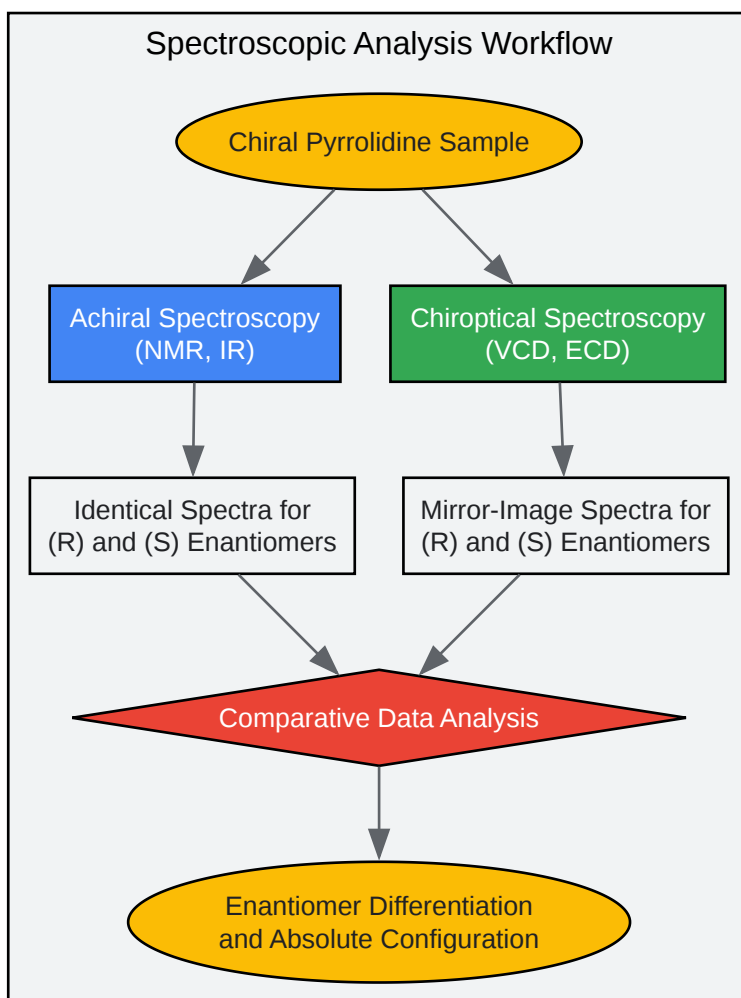 Spectroscopic Analysis Workflow
Chiral Pyrrolidine Sample
Achiral Spectroscopy
(NMR, IR)
Chiroptical Spectroscopy
(VCD, ECD)
Identical Spectra for
(R) and (S) Enantiomers
Mirror-Image Spectra for
(R) and (S) Enantiomers
Comparative Data Analysis
Enantiomer Differentiation
and Absolute Configuration